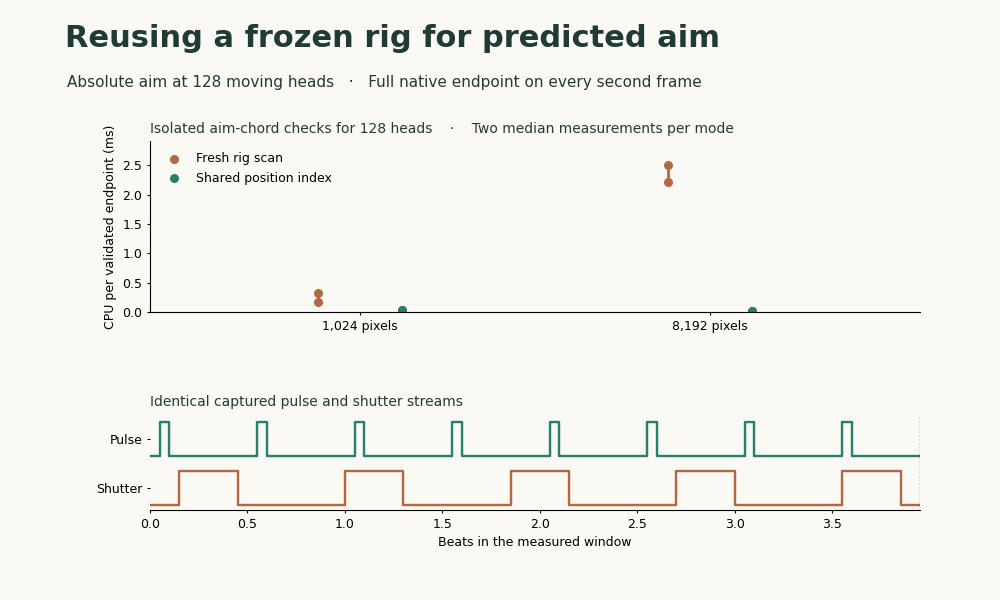 Reusing a frozen rig for predicted aim
Absolute aim at 128 moving heads · Full native endpoint on every second frame
Isolated aim-chord checks for 128 heads · Two median measurements per mode
CPU per validated endpoint (ms)
2.5
2.0
1.5
1.0
0.5
0.0
Fresh rig scan
Shared position index
1,024 pixels
8,192 pixels
Identical captured pulse and shutter streams
Pulse
Shutter
0.0 0.5 1.0 1.5 2.0 2.5 3.0 3.5
Beats in the measured window